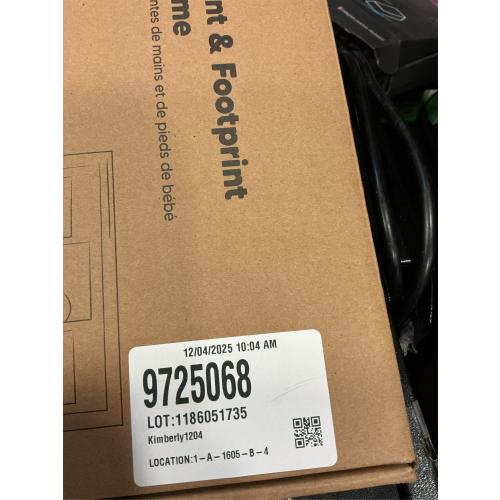 nt & Footprint
me
ntes de mains et de pieds de bébé
12/04/2025 10:04 AM
9725068
LOT:1186051735
Kimberly1204
LOCATION:1-A-1605-B-4